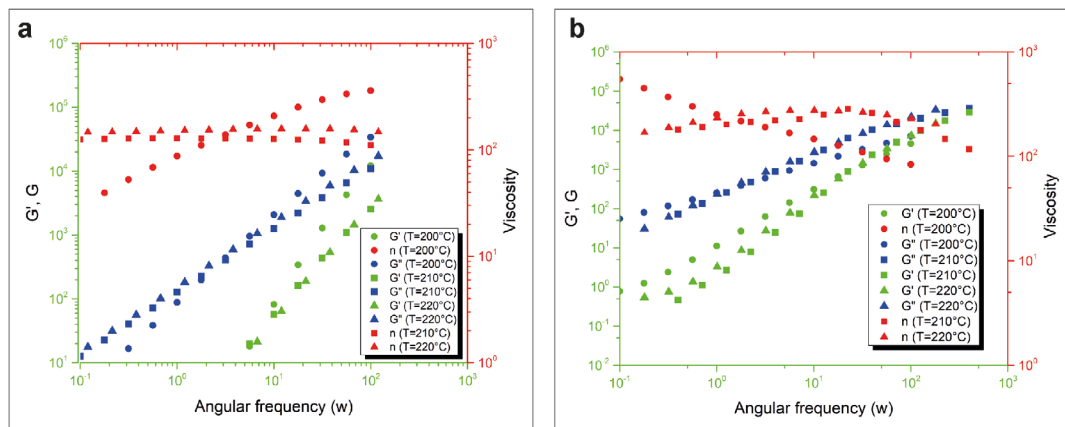 a
10⁶
10⁵
10⁴
10³
10²
10¹
G', G
10³
10²
10¹
10⁰
Viscosity
G' (T=200°C)
n (T=200°C)
G" (T=200°C)
G' (T=210°C)
G" (T=210°C)
G' (T=220°C)
G" (T=220°C)
n (T=210°C)
n (T=220°C)
10⁻¹ 10⁰ 10¹ 10² 10³
Angular frequency (w)
b
10⁶
10⁵
10⁴
10³
10²
10¹
10⁰
10⁻¹
10⁻²
G', G
10³
10²
10¹
10⁰
Viscosity
G' (T=200°C)
n (T=200°C)
G" (T=200°C)
G" (T=210°C)
G' (T=210°C)
G' (T=220°C)
G" (T=220°C)
n (T=210°C)
n (T=220°C)
10⁻¹ 10⁰ 10¹ 10² 10³
Angular frequency (w)